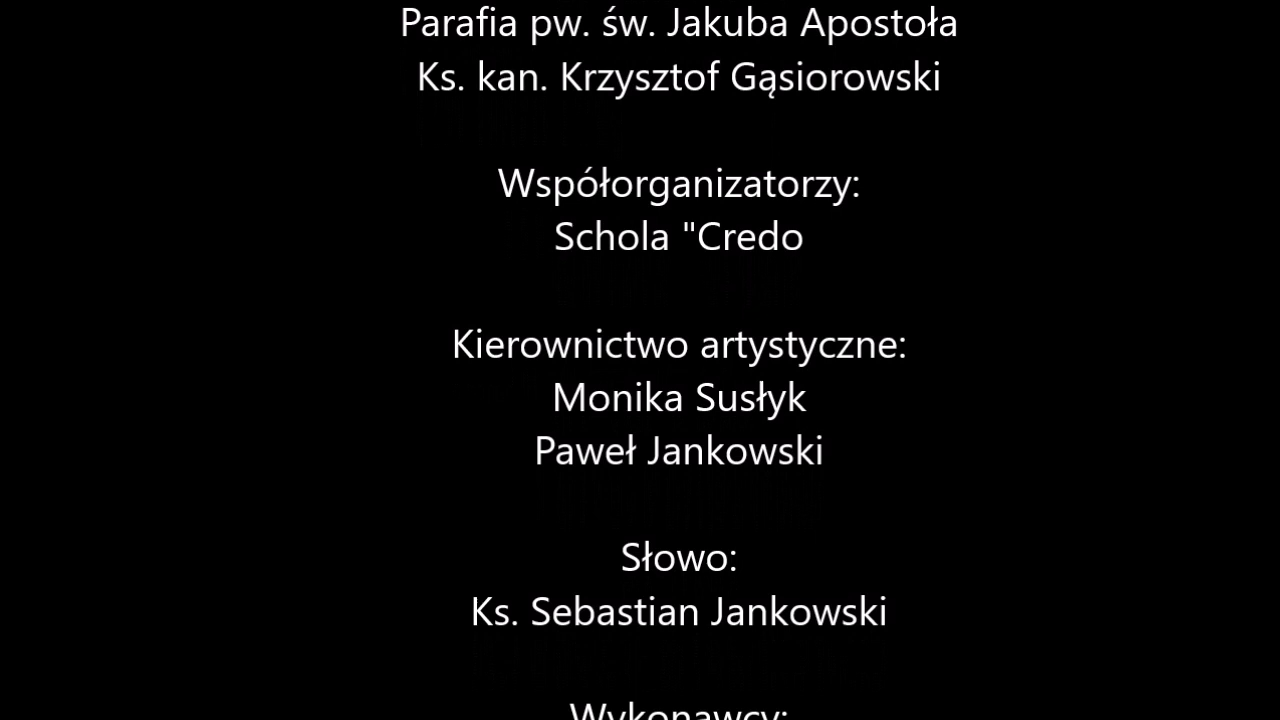 Parafia pw. św. Jakuba Apostoła
Ks. kan. Krzysztof Gąsiorowski
Współorganizatorzy:
Schola "Credo
Kierownictwo artystyczne:
Monika Susłyk
Paweł Jankowski
Słowo:
Ks. Sebastian Jankowski
Wykonawcy: